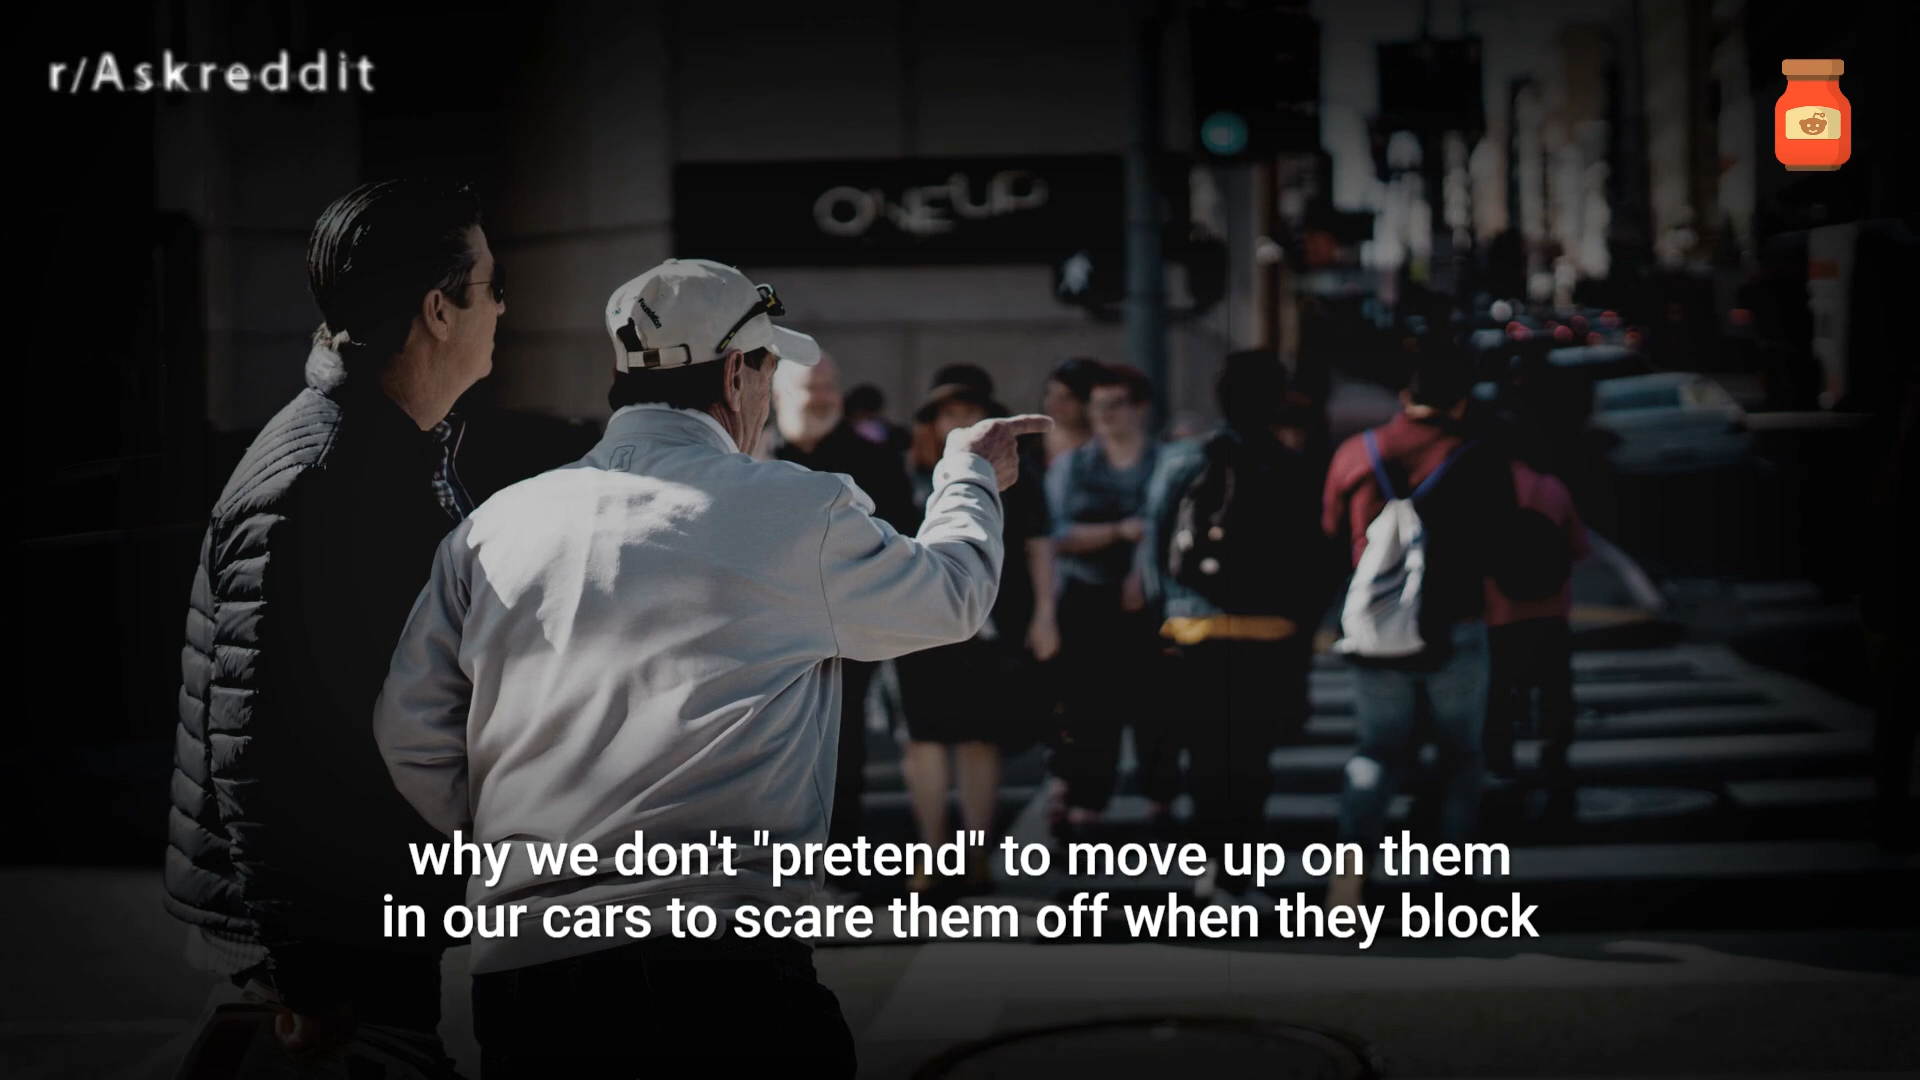 r/Askreddit
ONEUP
why we don't "pretend" to move up on them
in our cars to scare them off when they block